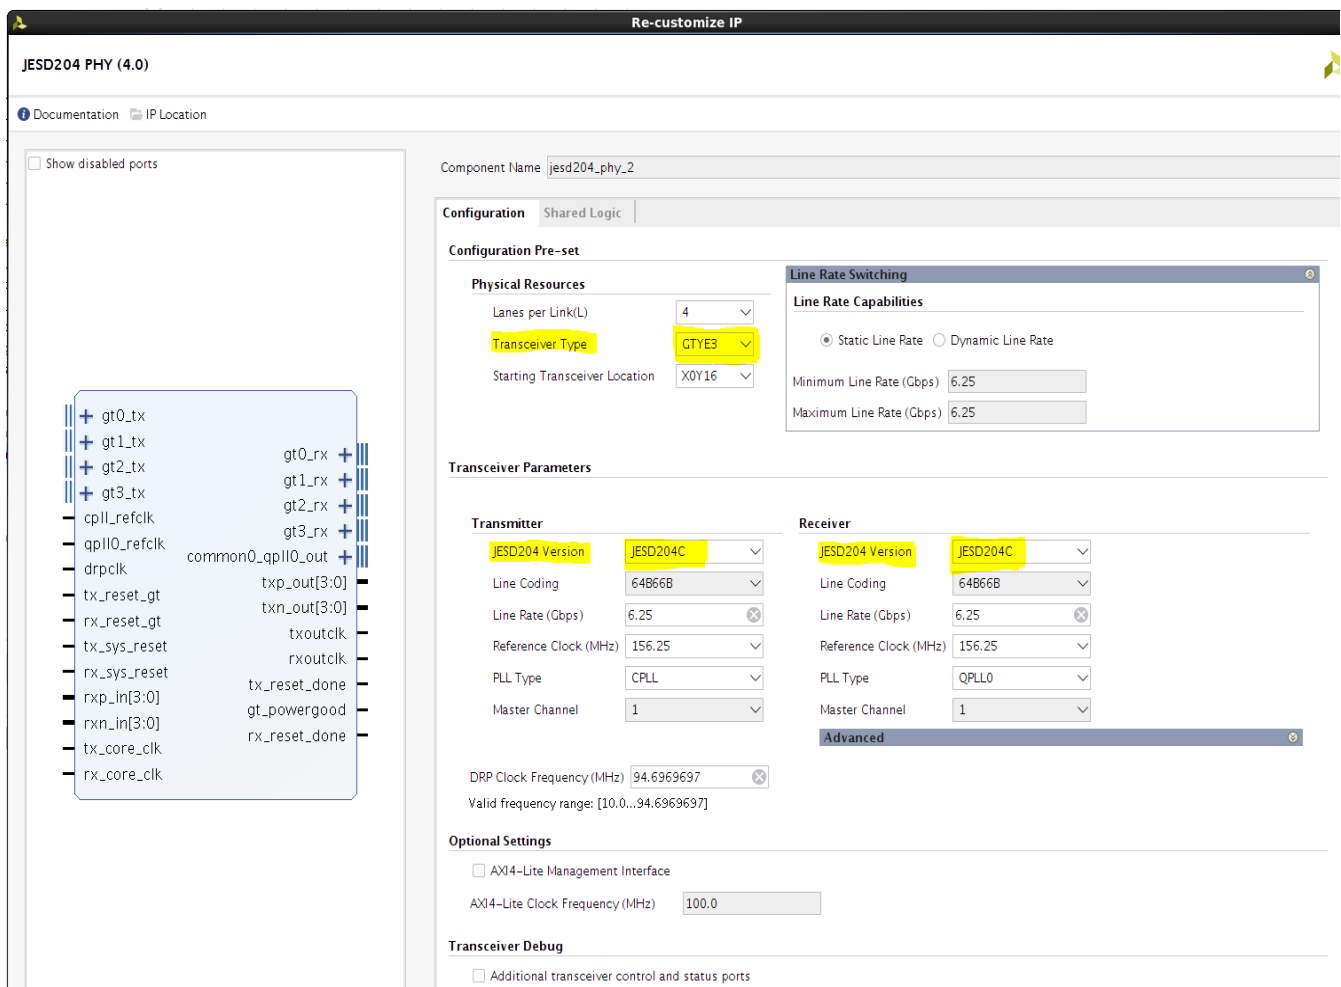 Re-customize IP
JESD204 PHY (4.0)
Documentation IP Location
Show disabled ports
gt0_tx
gt1_tx
gt2_tx
gt3_tx
cpll_refclk
qpll0_refclk
drpclk
tx_reset_gt
rx_reset_gt
tx_sys_reset
rx_sys_reset
rxp_in[3:0]
rxn_in[3:0]
tx_core_clk
rx_core_clk
gt0_rx
gt1_rx
gt2_rx
gt3_rx
common0_qpll0_out
txp_out[3:0]
txn_out[3:0]
txoutclk
rxoutclk
tx_reset_done
gt_powergood
rx_reset_done
Component Name jesd204_phy_2
Configuration Shared Logic
Configuration Pre-set
Physical Resources
Lanes per Link(L) 4
Transceiver Type GTYE3
Starting Transceiver Location X0Y16
Line Rate Switching
Line Rate Capabilities
Static Line Rate Dynamic Line Rate
Minimum Line Rate (Gbps) 6.25
Maximum Line Rate (Gbps) 6.25
Transceiver Parameters
Transmitter
JESD204 Version JESD204C
Line Coding 64B66B
Line Rate (Gbps) 6.25
Reference Clock (MHz) 156.25
PLL Type CPLL
Master Channel 1
Receiver
JESD204 Version JESD204C
Line Coding 64B66B
Line Rate (Gbps) 6.25
Reference Clock (MHz) 156.25
PLL Type QPLL0
Master Channel 1
Advanced
DRP Clock Frequency (MHz) 94.6969697
Valid frequency range: [10.0...94.6969697]
Optional Settings
AXI4-Lite Management Interface
AXI4-Lite Clock Frequency (MHz) 100.0
Transceiver Debug
Additional transceiver control and status ports